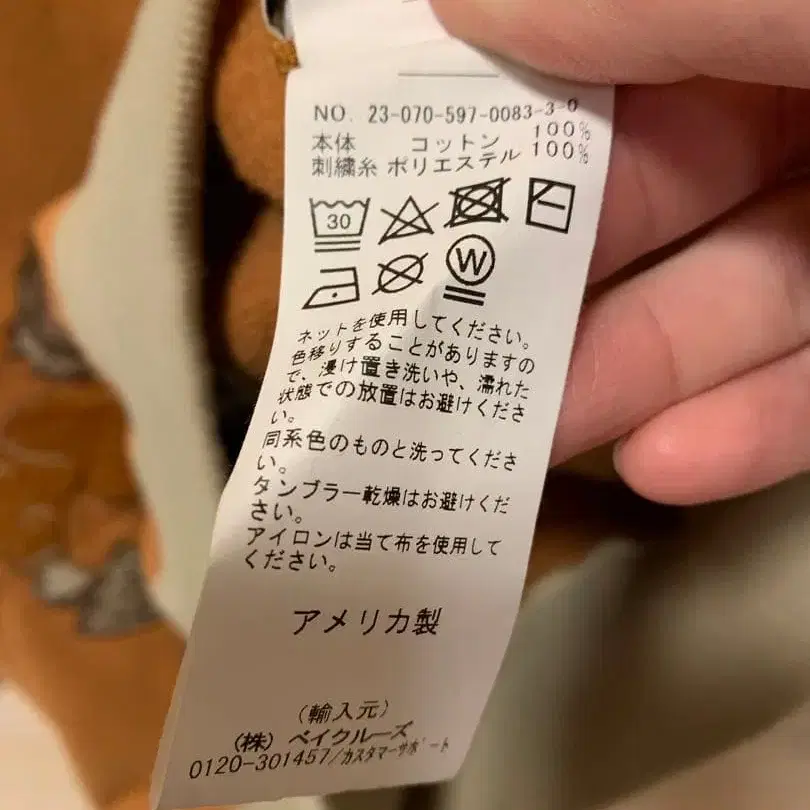 NO. 23-070-597-0083-3-0
本体 コットン 100%
刺繍糸 ポリエステル 100%
30
W
ネットを使用してください。
色移りすることがありますの
で、浸け置き洗いや、濡れた
状態での放置はお避けくださ
い。
同系色のものと洗ってくださ
い。
タンブラー乾燥はお避けくだ
さい。
アイロンは当て布を使用して
ください。
アメリカ製
(輸入元)
(株) ベイクルーズ
0120-301457/カスタマーサポート